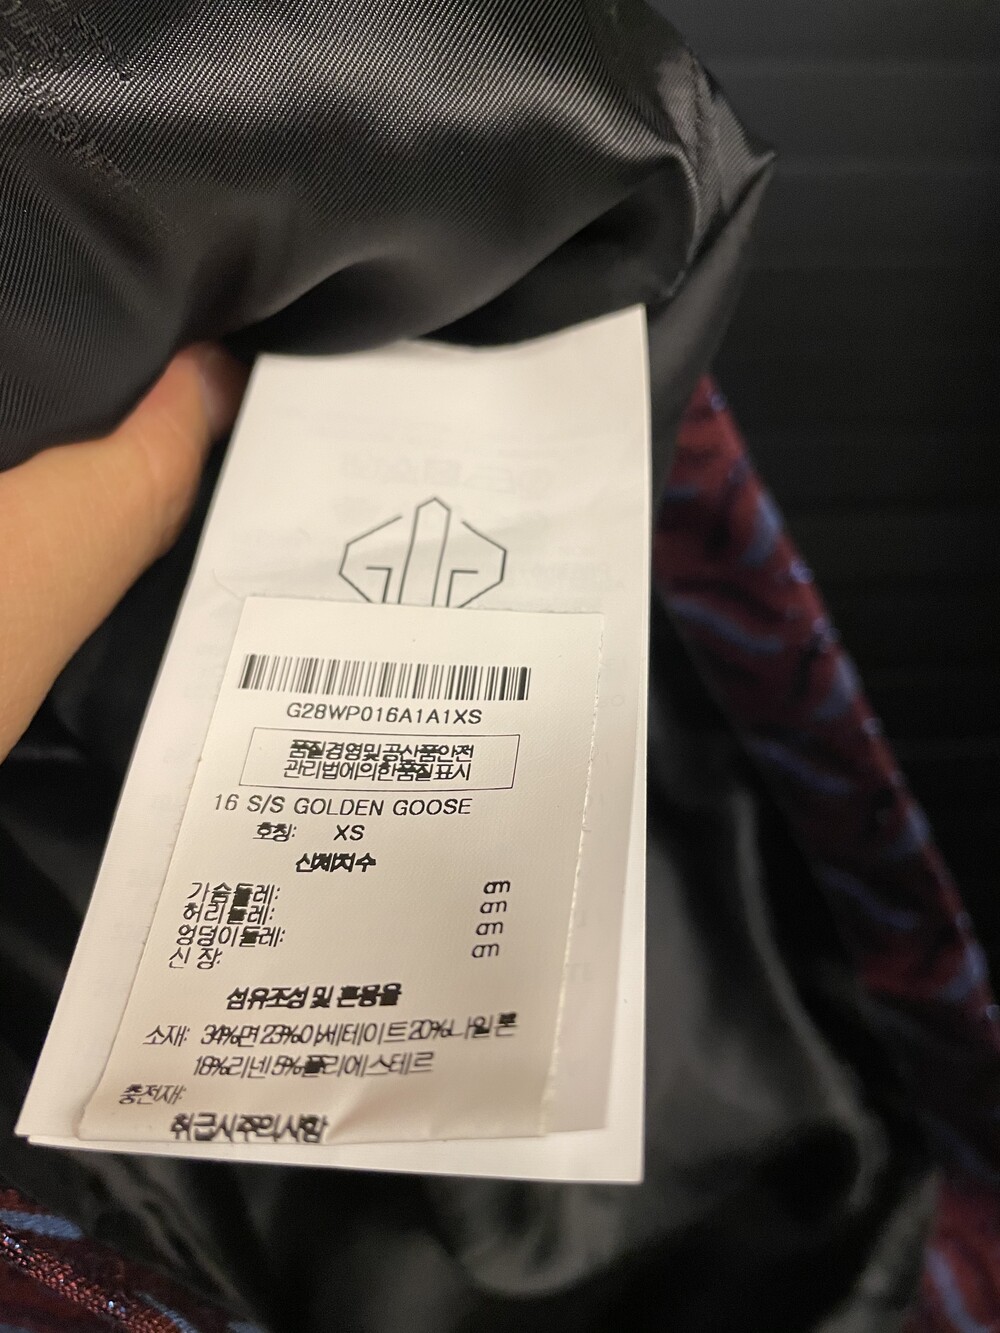 G28WP016A1A1XS
품질경영및공산품안전
관리법에의한품질표시
16 S/S GOLDEN GOOSE
호칭: XS
신체치수
가슴둘레: cm
허리둘레: cm
엉덩이둘레: cm
신 장: cm
섬유조성 및 혼용율
소재: 34%면 23%아세테이트 20%나일론
18%리넨 5%폴리에스테르
충전재:
취급시주의사항